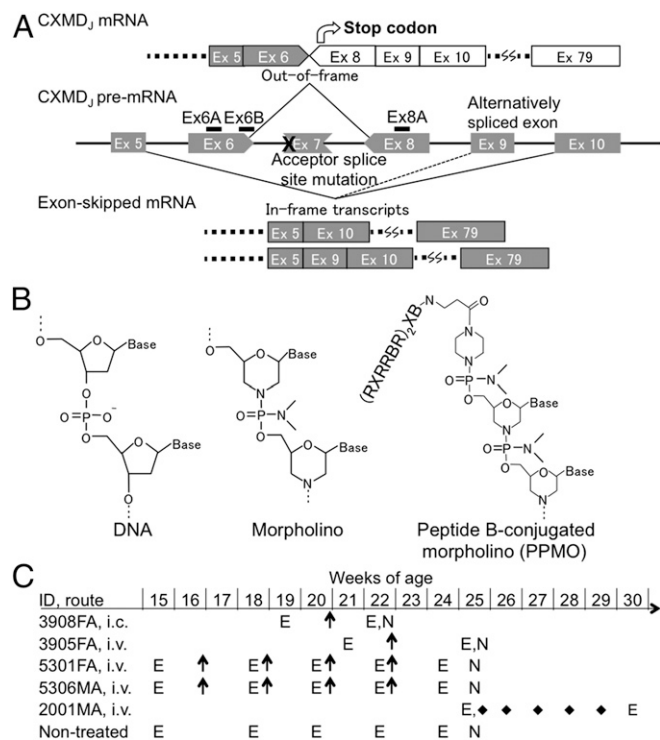 A
CXMD_J mRNA
Stop codon
Ex 5 Ex 6 Ex 8 Ex 9 Ex 10 Ex 79
Out-of-frame
CXMD_J pre-mRNA
Alternatively
spliced exon
Ex6A Ex6B Ex8A
Ex 5 Ex 6 X Ex 7 Ex 8 Ex 9 Ex 10
Acceptor splice
site mutation
Exon-skipped mRNA
In-frame transcripts
Ex 5 Ex 10 Ex 79
Ex 5 Ex 9 Ex 10 Ex 79
B
O O Base
O
O=P-O⁻
O O Base
O
DNA
O O Base
N
O=P-N
O O Base
N
Morpholino
(RXRRBR)₂XB
N O
N
N
O=P-N
O O Base
N
O=P-N
O O Base
N
Peptide B-conjugated
morpholino (PPMO)
C
Weeks of age
ID, route 15 16 17 18 19 20 21 22 23 24 25 26 27 28 29 30
3908FA, i.c. E ↑ E,N
3905FA, i.v. E ↑ E,N
5301FA, i.v. E ↑ E ↑ E ↑ E ↑ E N
5306MA, i.v. E ↑ E ↑ E ↑ E ↑ E N
2001MA, i.v. E, ◆ ◆ ◆ ◆ ◆ E
Non-treated E E E E E N